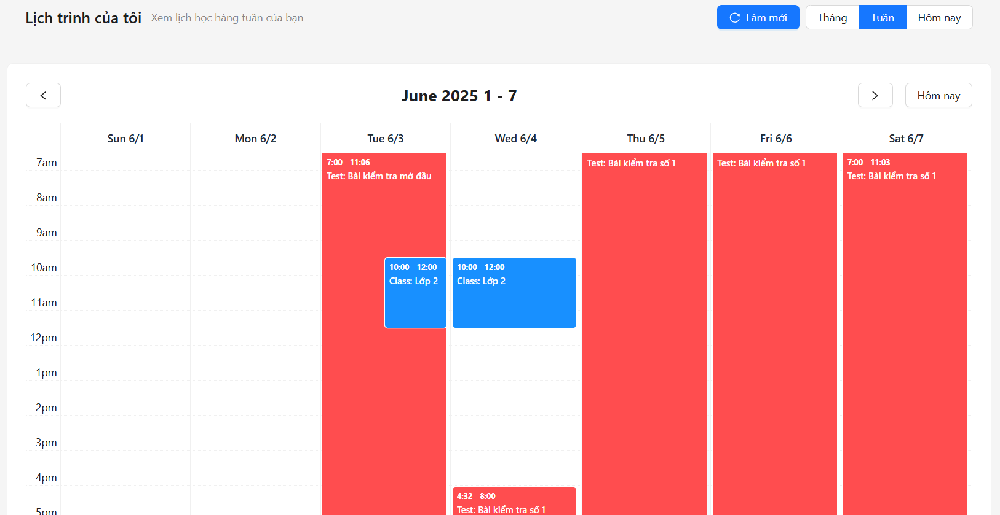 Lịch trình của tôi Xem lịch học hàng tuần của bạn
Làm mới Tháng Tuần Hôm nay
June 2025 1 - 7
Hôm nay
Sun 6/1 Mon 6/2 Tue 6/3 Wed 6/4 Thu 6/5 Fri 6/6 Sat 6/7
7am
8am
9am
10am
11am
12pm
1pm
2pm
3pm
4pm
5pm
7:00 - 11:06
Test: Bài kiểm tra mở đầu
10:00 - 12:00
Class: Lớp 2
10:00 - 12:00
Class: Lớp 2
4:32 - 8:00
Test: Bài kiểm tra số 1
Test: Bài kiểm tra số 1
Test: Bài kiểm tra số 1
7:00 - 11:03
Test: Bài kiểm tra số 1